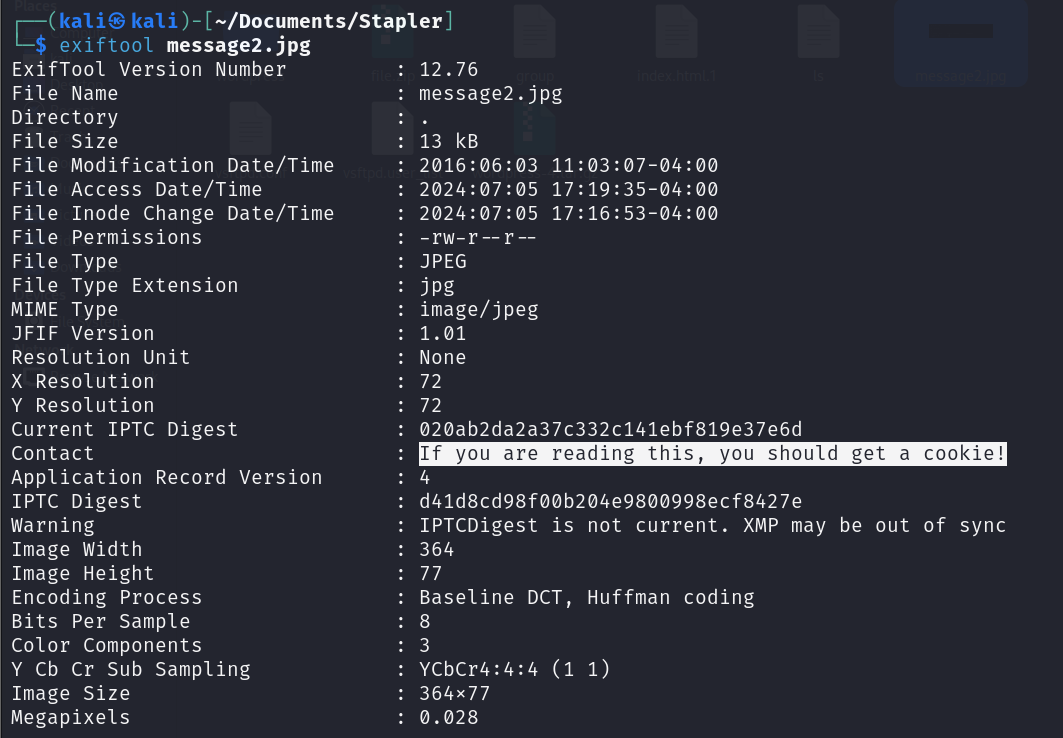 ┌──(kali㉿kali)-[~/Documents/Stapler]
└─$ exiftool message2.jpg
ExifTool Version Number : 12.76
File Name : message2.jpg
Directory : .
File Size : 13 kB
File Modification Date/Time : 2016:06:03 11:03:07-04:00
File Access Date/Time : 2024:07:05 17:19:35-04:00
File Inode Change Date/Time : 2024:07:05 17:16:53-04:00
File Permissions : -rw-r--r--
File Type : JPEG
File Type Extension : jpg
MIME Type : image/jpeg
JFIF Version : 1.01
Resolution Unit : None
X Resolution : 72
Y Resolution : 72
Current IPTC Digest : 020ab2da2a37c332c141ebf819e37e6d
Contact : If you are reading this, you should get a cookie!
Application Record Version : 4
IPTC Digest : d41d8cd98f00b204e9800998ecf8427e
Warning : IPTCDigest is not current. XMP may be out of sync
Image Width : 364
Image Height : 77
Encoding Process : Baseline DCT, Huffman coding
Bits Per Sample : 8
Color Components : 3
Y Cb Cr Sub Sampling : YCbCr4:4:4 (1 1)
Image Size : 364×77
Megapixels : 0.028